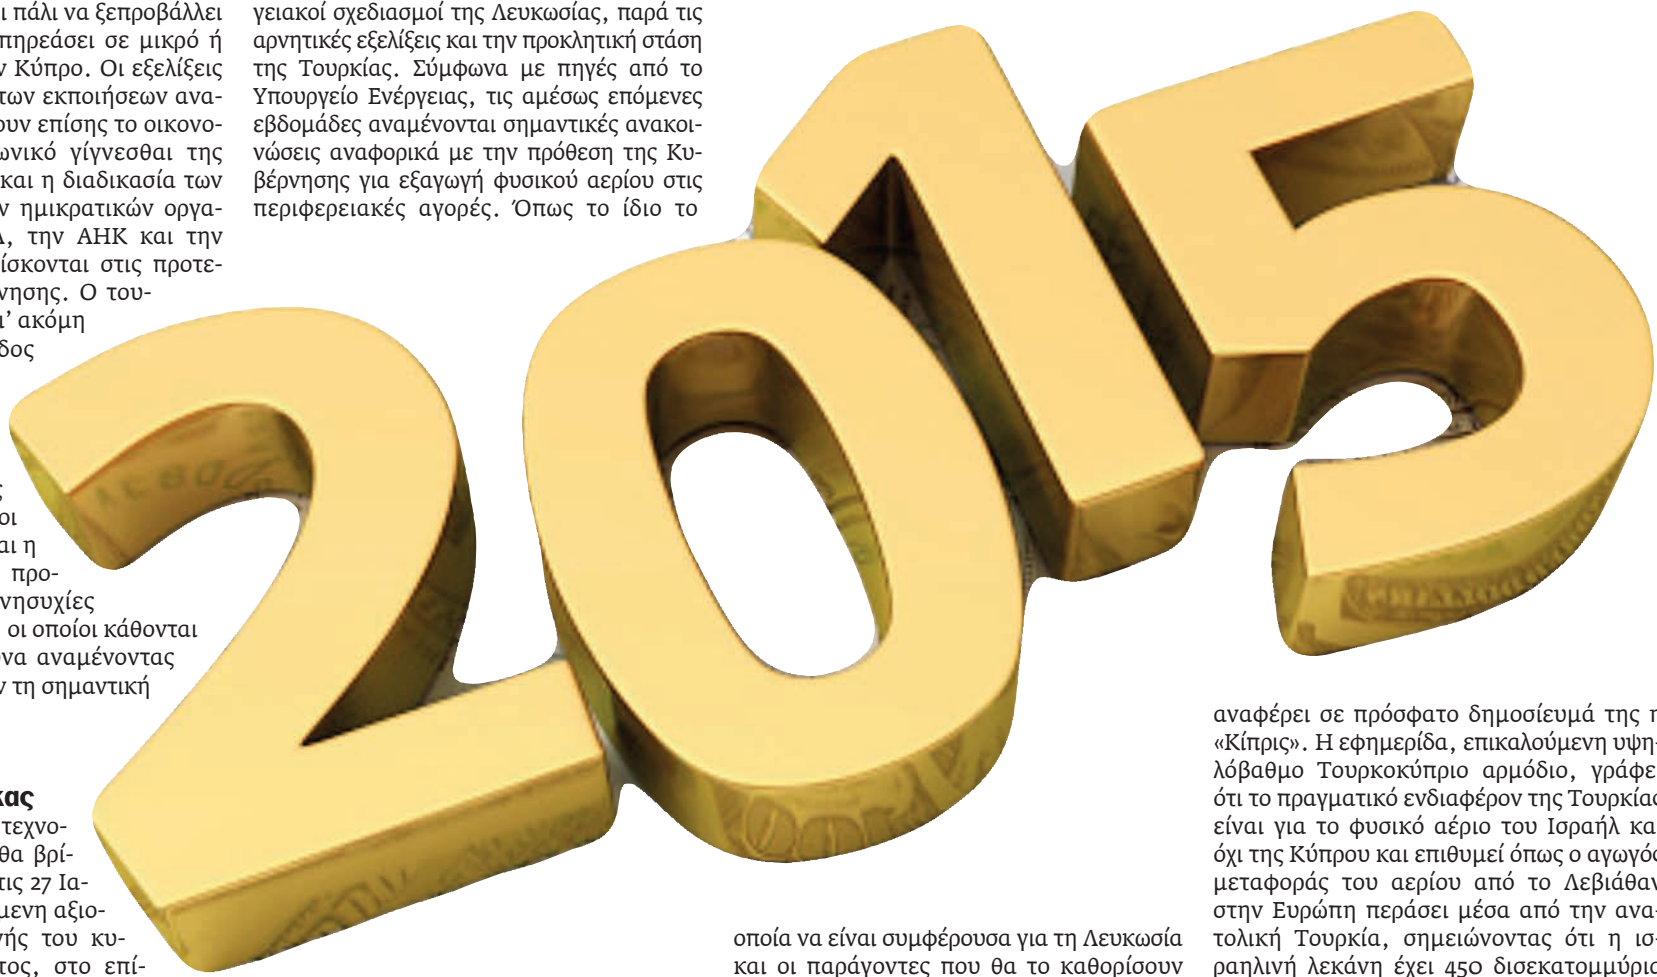 ι πάλι να ξεπροβάλλει
πηρεάσει σε μικρό ή
ν Κύπρο. Οι εξελίξεις
των εκποιήσεων ανα-
ουν επίσης το οικονο-
ωνικό γίγνεσθαι της
και η διαδικασία των
ν ημικρατικών οργα-
Α, την ΑΗΚ και την
ίσκονται στις προτε-
νησης. Ο του-
ι’ ακόμη
δος
ς
οι
αι η
προ-
νησυχίες
οι οποίοι κάθονται
να αναμένοντας
ν τη σημαντική
κας
τεχνο-
θα βρί-
τις 27 Ια-
μενη αξιο-
νής του κυ-
τος, στο επί-
γειακοί σχεδιασμοί της Λευκωσίας, παρά τις
αρνητικές εξελίξεις και την προκλητική στάση
της Τουρκίας. Σύμφωνα με πηγές από το
Υπουργείο Ενέργειας, τις αμέσως επόμενες
εβδομάδες αναμένονται σημαντικές ανακοι-
νώσεις αναφορικά με την πρόθεση της Κυ-
βέρνησης για εξαγωγή φυσικού αερίου στις
περιφερειακές αγορές. Όπως το ίδιο το
2015
οποία να είναι συμφέρουσα για τη Λευκωσία
και οι παράγοντες που θα το καθορίσουν
αναφέρει σε πρόσφατο δημοσίευμά της η
«Κίπρις». Η εφημερίδα, επικαλούμενη υψη-
λόβαθμο Τουρκοκύπριο αρμόδιο, γράφει
ότι το πραγματικό ενδιαφέρον της Τουρκίας
είναι για το φυσικό αέριο του Ισραήλ και
όχι της Κύπρου και επιθυμεί όπως ο αγωγός
μεταφοράς του αερίου από το Λεβιάθαν
στην Ευρώπη περάσει μέσα από την ανα-
τολική Τουρκία, σημειώνοντας ότι η ισ-
ραηλινή λεκάνη έχει 450 δισεκατομμύρια